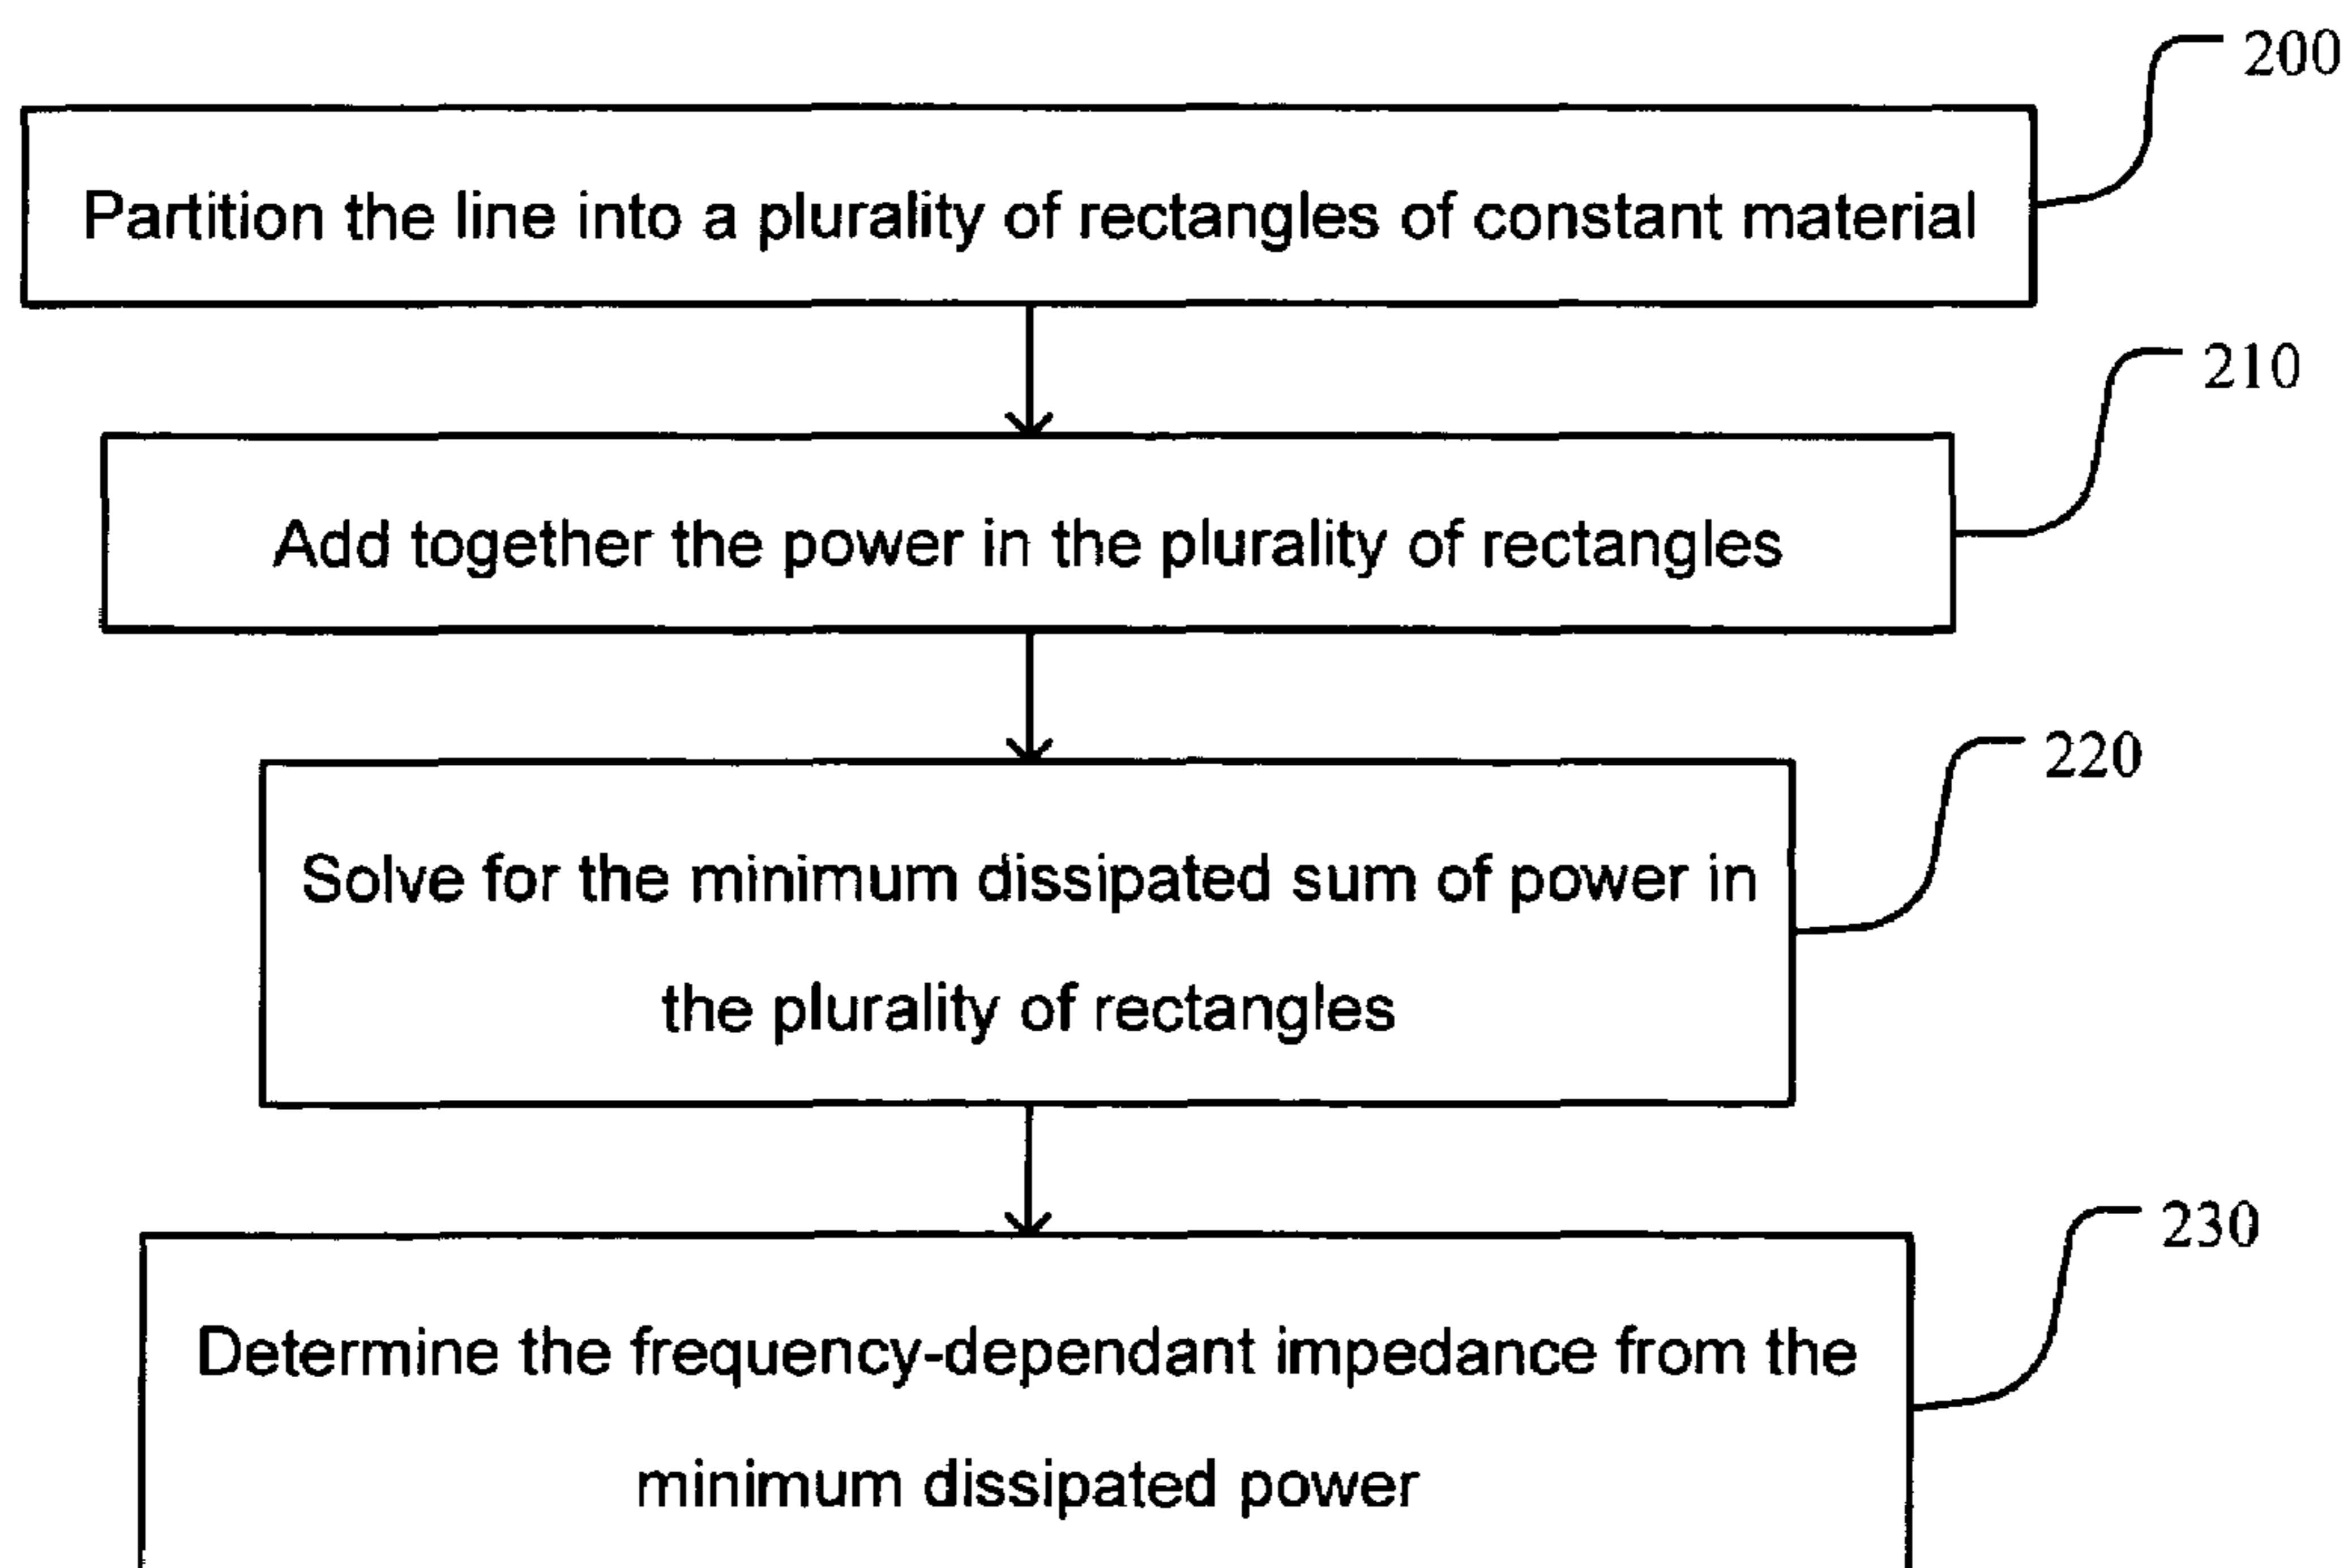 200
Partition the line into a plurality of rectangles of constant material
210
Add together the power in the plurality of rectangles
220
Solve for the minimum dissipated sum of power in
the plurality of rectangles
230
Determine the frequency-dependant impedance from the
minimum dissipated power